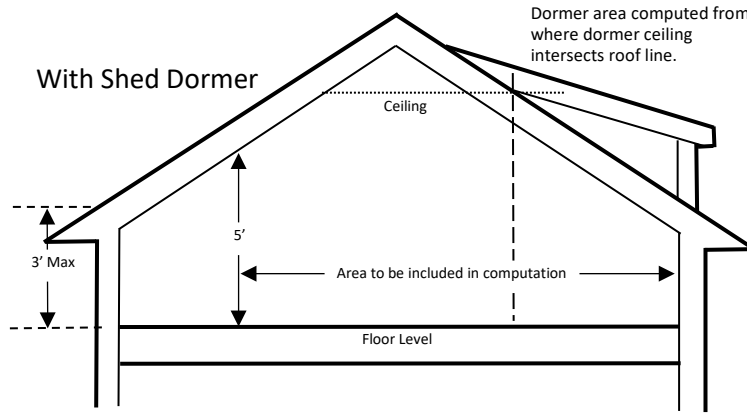 Dormer area computed from
where dormer ceiling
intersects roof line.
With Shed Dormer
Ceiling
5’
3’ Max
Area to be included in computation
Floor Level